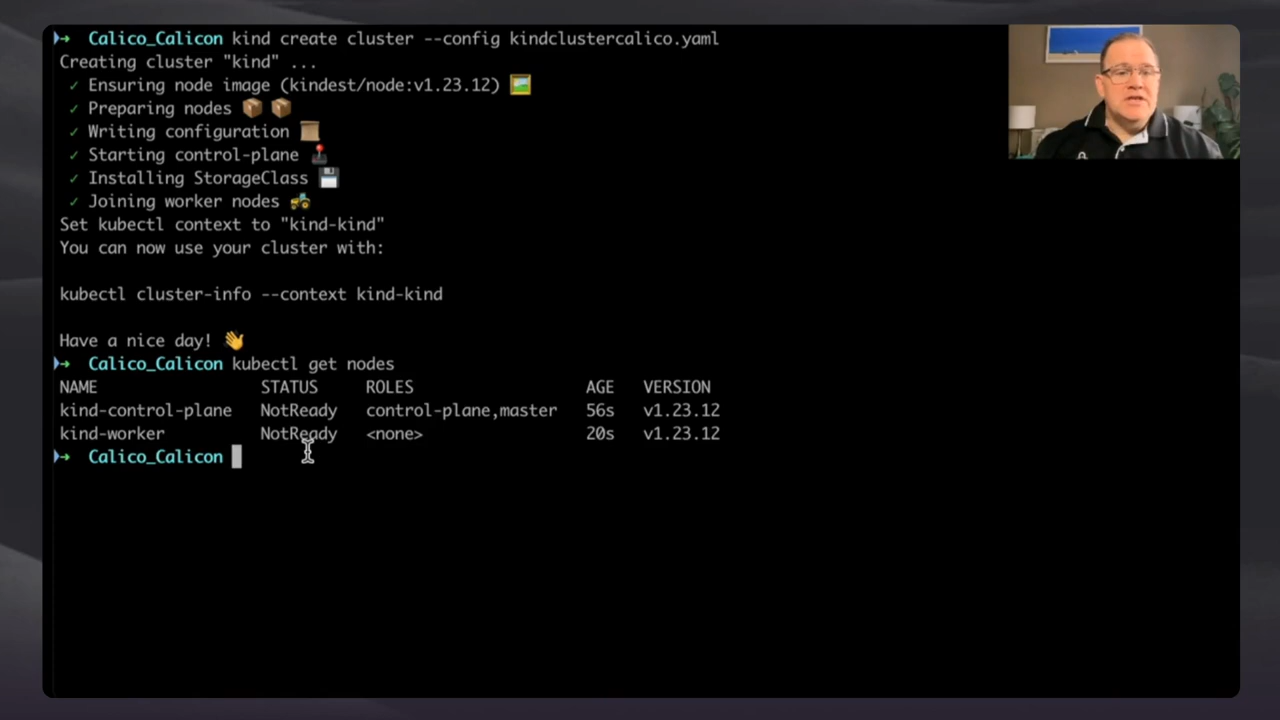 Calico_Calicon kind create cluster --config kindclustercalico.yaml
Creating cluster "kind" ...
✓ Ensuring node image (kindest/node:v1.23.12) 🖼
✓ Preparing nodes 📦 📦
✓ Writing configuration 📜
✓ Starting control-plane 🕹
✓ Installing StorageClass 💾
✓ Joining worker nodes 🚜
Set kubectl context to "kind-kind"
You can now use your cluster with:
kubectl cluster-info --context kind-kind
Have a nice day! 👋
Calico_Calicon kubectl get nodes
NAME STATUS ROLES AGE VERSION
kind-control-plane NotReady control-plane,master 56s v1.23.12
kind-worker NotReady <none> 20s v1.23.12
Calico_Calicon